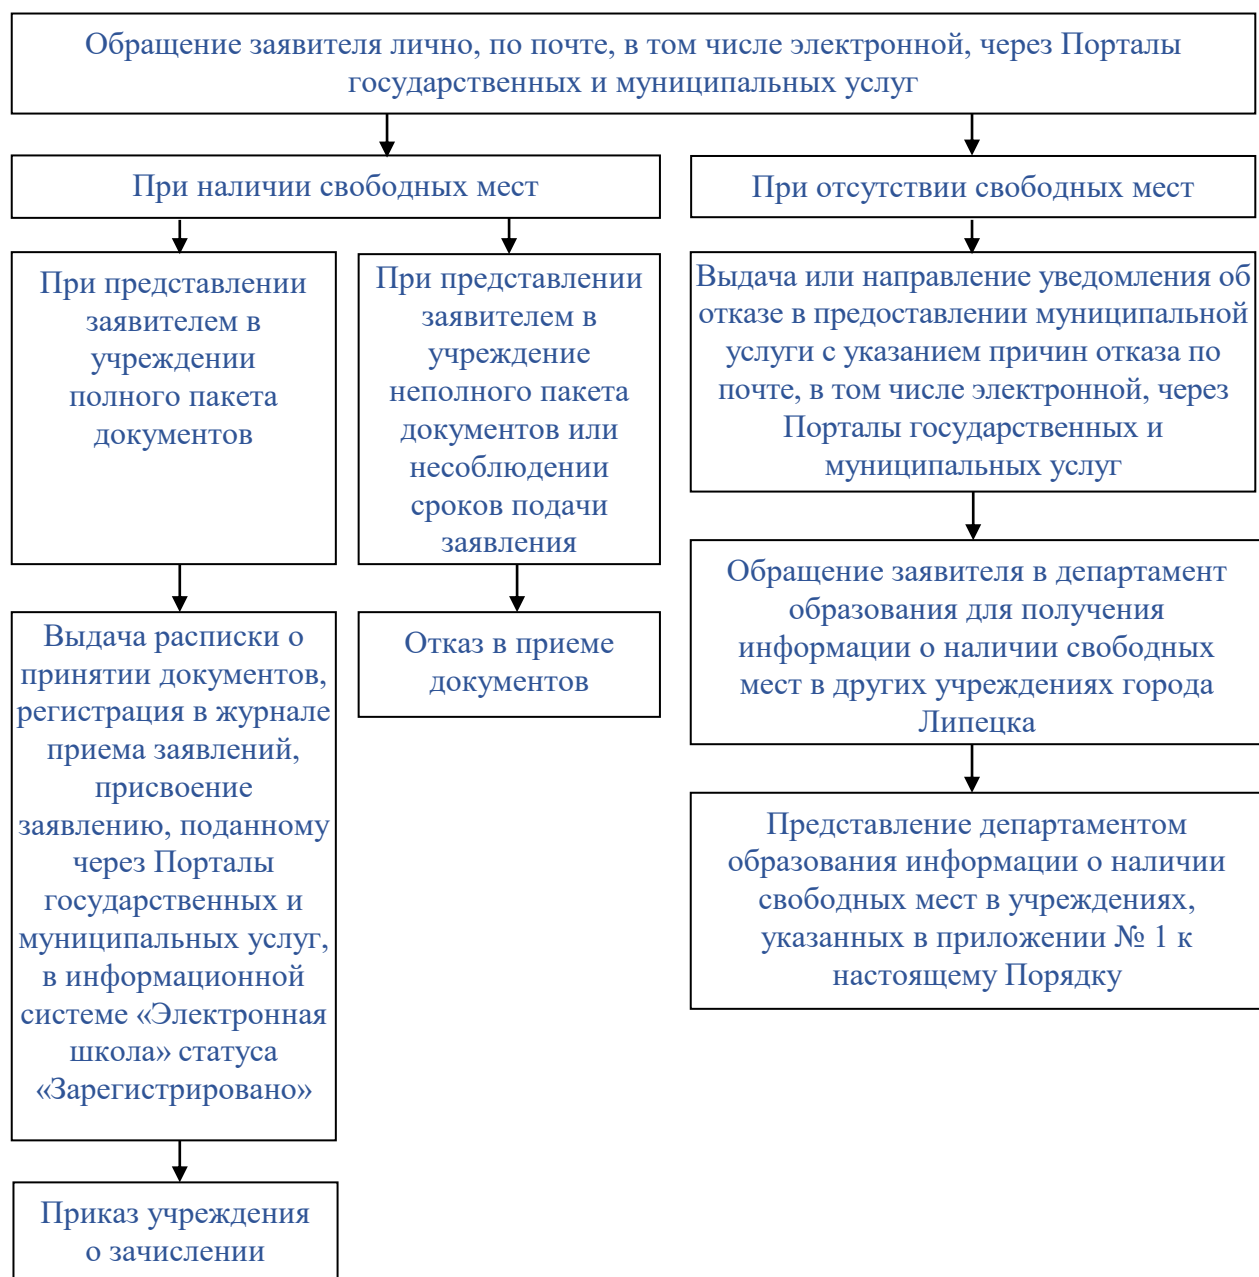 Обращение заявителя лично, по почте, в том числе электронной, через Порталы
государственных и муниципальных услуг
При наличии свободных мест
При отсутствии свободных мест
При представлении
заявителем в
учреждении
полного пакета
документов
При представлении
заявителем в
учреждение
неполного пакета
документов или
несоблюдении
сроков подачи
заявления
Выдача или направление уведомления об
отказе в предоставлении муниципальной
услуги с указанием причин отказа по
почте, в том числе электронной, через
Порталы государственных и
муниципальных услуг
Выдача расписки о
принятии документов,
регистрация в журнале
приема заявлений,
присвоение
заявлению, поданному
через Порталы
государственных и
муниципальных услуг,
в информационной
системе «Электронная
школа» статуса
«Зарегистрировано»
Отказ в приеме
документов
Обращение заявителя в департамент
образования для получения
информации о наличии свободных
мест в других учреждениях города
Липецка
Представление департаментом
образования информации о наличии
свободных мест в учреждениях,
указанных в приложении № 1 к
настоящему Порядку
Приказ учреждения
о зачислении